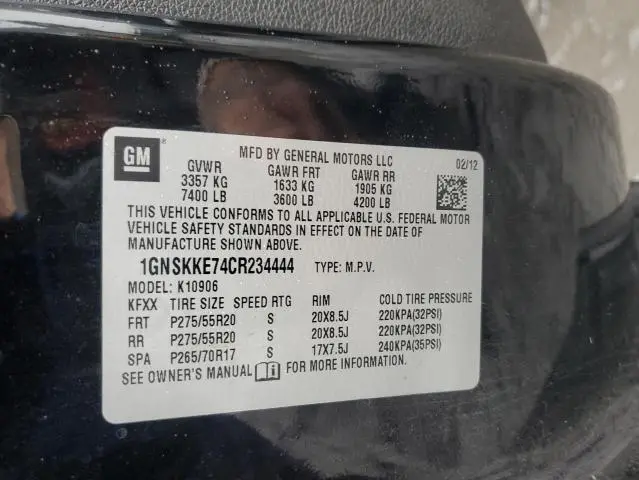 GM
MFD BY GENERAL MOTORS LLC 02/12
GVWR GAWR FRT GAWR RR
3357 KG 1633 KG 1905 KG
7400 LB 3600 LB 4200 LB
THIS VEHICLE CONFORMS TO ALL APPLICABLE U.S. FEDERAL MOTOR
VEHICLE SAFETY STANDARDS IN EFFECT ON THE DATE OF
MANUFACTURE SHOWN ABOVE.
1GNSKKE74CR234444 TYPE: M.P.V.
MODEL: K10906
KFXX TIRE SIZE SPEED RTG RIM COLD TIRE PRESSURE
FRT P275/55R20 S 20X8.5J 220KPA(32PSI)
RR P275/55R20 S 20X8.5J 220KPA(32PSI)
SPA P265/70R17 S 17X7.5J 240KPA(35PSI)
SEE OWNER'S MANUAL FOR MORE INFORMATION.